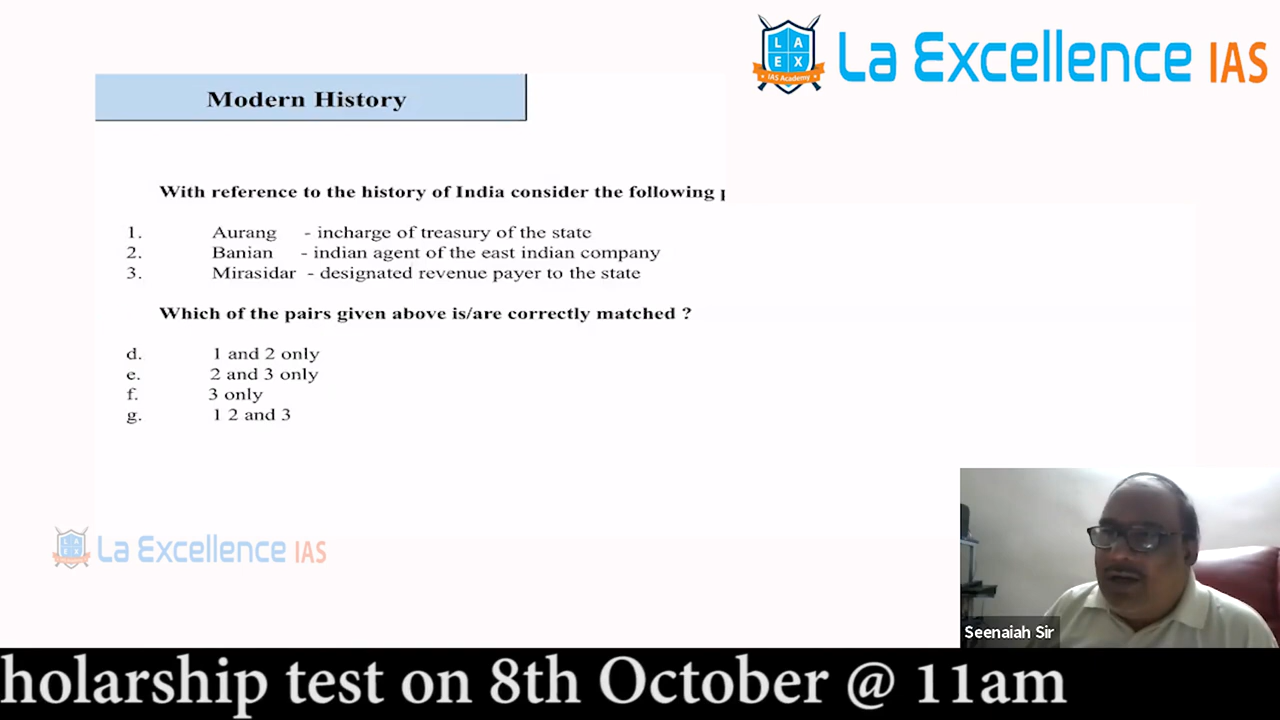 LA
EX
IAS Academy
La Excellence IAS
Modern History
With reference to the history of India consider the following
1. Aurang - incharge of treasury of the state
2. Banian - indian agent of the east indian company
3. Mirasidar - designated revenue payer to the state
Which of the pairs given above is/are correctly matched ?
d. 1 and 2 only
e. 2 and 3 only
f. 3 only
g. 1 2 and 3
LA
EX
La Excellence IAS
Seenaiah Sir
holarship test on 8th October @ 11am